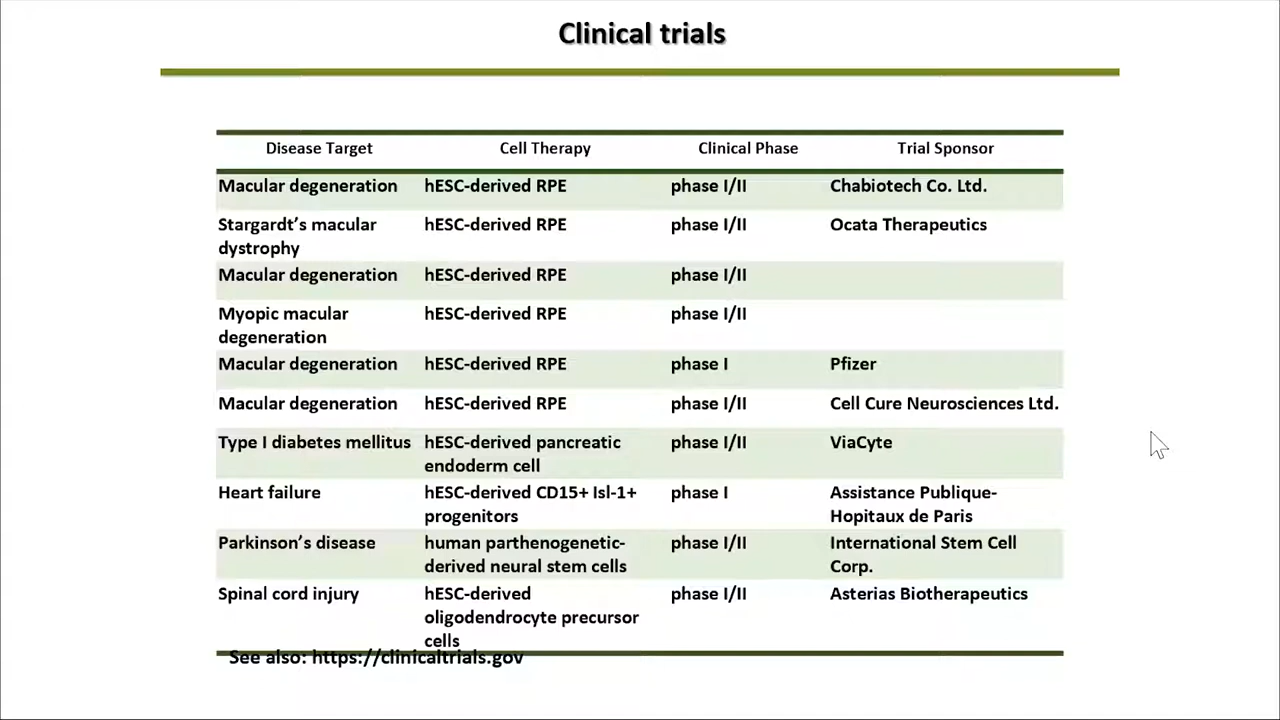 Clinical trials
Disease Target Cell Therapy Clinical Phase Trial Sponsor
Macular degeneration hESC-derived RPE phase I/II Chabiotech Co. Ltd.
Stargardt’s macular hESC-derived RPE phase I/II Ocata Therapeutics
dystrophy
Macular degeneration hESC-derived RPE phase I/II
Myopic macular hESC-derived RPE phase I/II
degeneration
Macular degeneration hESC-derived RPE phase I Pfizer
Macular degeneration hESC-derived RPE phase I/II Cell Cure Neurosciences Ltd.
Type I diabetes mellitus hESC-derived pancreatic phase I/II ViaCyte
endoderm cell
Heart failure hESC-derived CD15+ Isl-1+ phase I Assistance Publique-
progenitors Hopitaux de Paris
Parkinson’s disease human parthenogenetic- phase I/II International Stem Cell
derived neural stem cells Corp.
Spinal cord injury hESC-derived phase I/II Asterias Biotherapeutics
oligodendrocyte precursor
cells
See also: https://clinicaltrials.gov